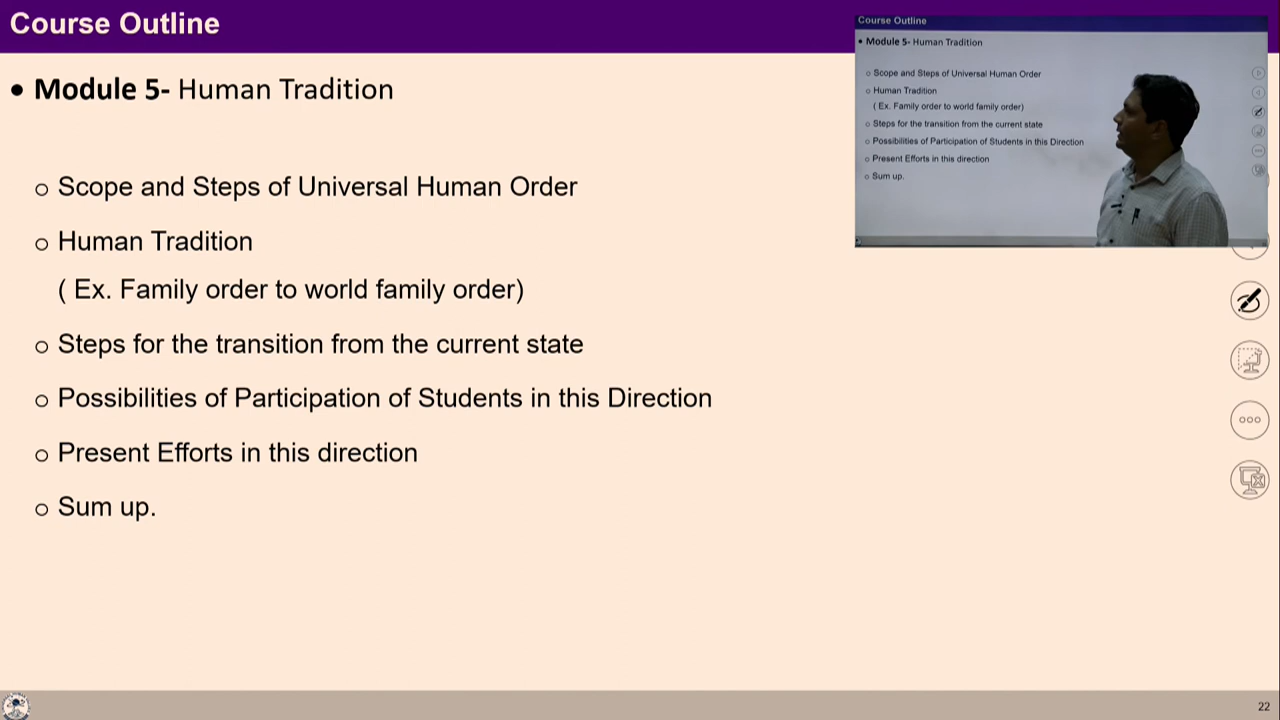 Course Outline
• Module 5- Human Tradition
o Scope and Steps of Universal Human Order
o Human Tradition
( Ex. Family order to world family order)
o Steps for the transition from the current state
o Possibilities of Participation of Students in this Direction
o Present Efforts in this direction
o Sum up.
Course Outline
• Module 5- Human Tradition
o Scope and Steps of Universal Human Order
o Human Tradition
( Ex. Family order to world family order)
o Steps for the transition from the current state
o Possibilities of Participation of Students in this Direction
o Present Efforts in this direction
o Sum up.
22